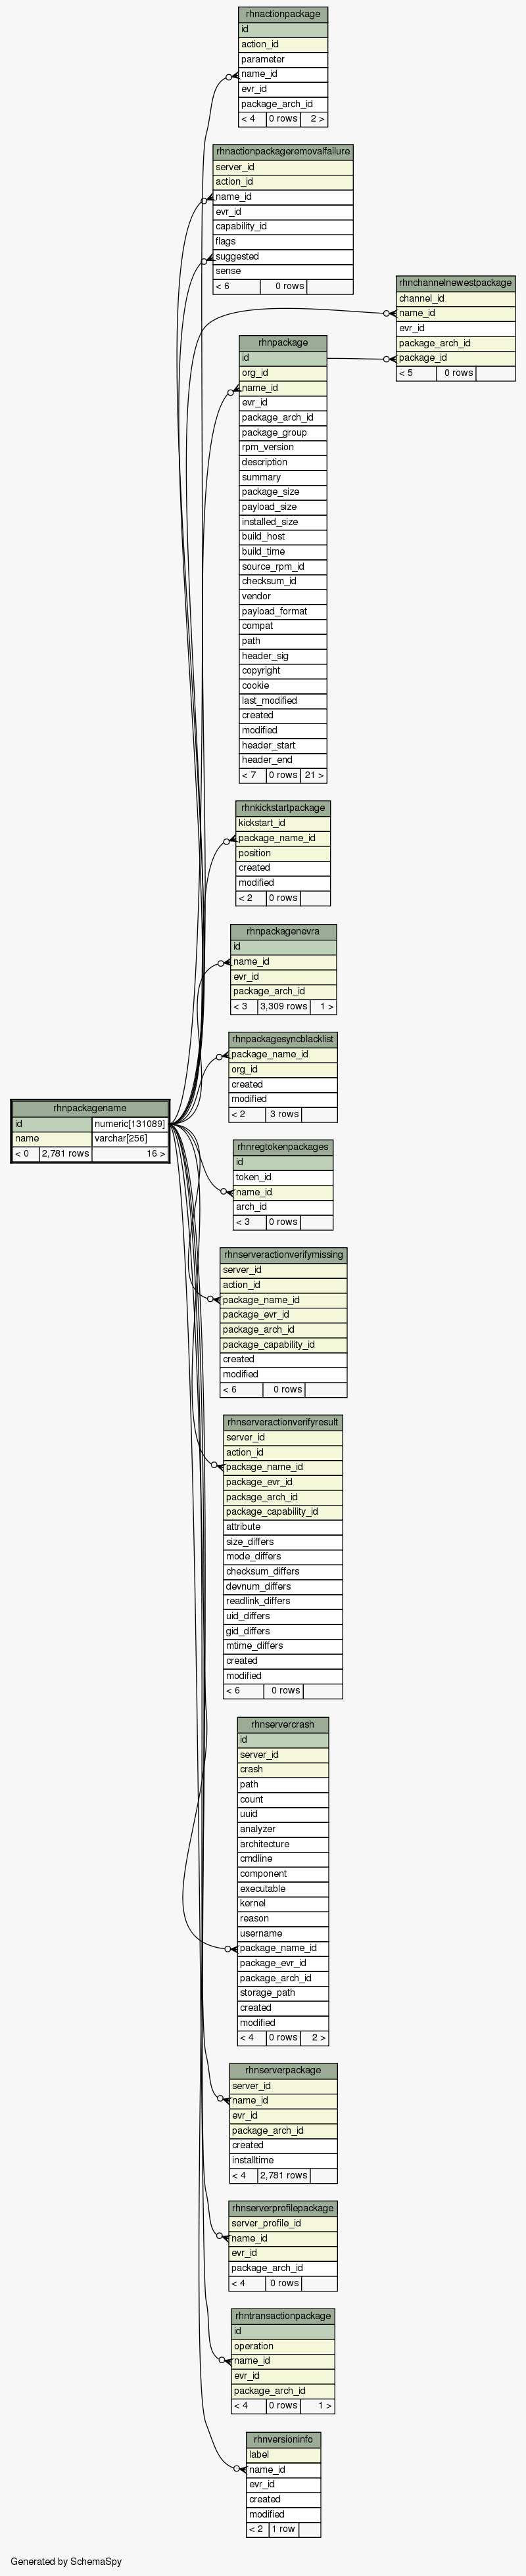 rhnactionpackage
id
action_id
parameter
name_id
evr_id
package_arch_id
< 4 0 rows 2 >
rhnactionpackageremovalfailure
server_id
action_id
name_id
evr_id
capability_id
flags
suggested
sense
< 6 0 rows
rhnchannelnewestpackage
channel_id
name_id
evr_id
package_arch_id
package_id
< 5 0 rows
rhnpackage
id
org_id
name_id
evr_id
package_arch_id
package_group
rpm_version
description
summary
package_size
payload_size
installed_size
build_host
build_time
source_rpm_id
checksum_id
vendor
payload_format
compat
path
header_sig
copyright
cookie
last_modified
created
modified
header_start
header_end
< 7 0 rows 21 >
rhnkickstartpackage
kickstart_id
package_name_id
position
created
modified
< 2 0 rows
rhnpackagenevra
id
name_id
evr_id
package_arch_id
< 3 3,309 rows 1 >
rhnpackagesyncblacklist
package_name_id
org_id
created
modified
< 2 3 rows
rhnpackagename
id numeric[131089]
name varchar[256]
< 0 2,781 rows 16 >
rhnregtokenpackages
id
token_id
name_id
arch_id
< 3 0 rows
rhnserveractionverifymissing
server_id
action_id
package_name_id
package_evr_id
package_arch_id
package_capability_id
created
modified
< 6 0 rows
rhnserveractionverifyresult
server_id
action_id
package_name_id
package_evr_id
package_arch_id
package_capability_id
attribute
size_differs
mode_differs
checksum_differs
devnum_differs
readlink_differs
uid_differs
gid_differs
mtime_differs
created
modified
< 6 0 rows
rhnservercrash
id
server_id
crash
path
count
uuid
analyzer
architecture
cmdline
component
executable
kernel
reason
username
package_name_id
package_evr_id
package_arch_id
storage_path
created
modified
< 4 0 rows 2 >
rhnserverpackage
server_id
name_id
evr_id
package_arch_id
created
installtime
< 4 2,781 rows
rhnserverprofilepackage
server_profile_id
name_id
evr_id
package_arch_id
< 4 0 rows
rhntransactionpackage
id
operation
name_id
evr_id
package_arch_id
< 4 0 rows 1 >
rhnversioninfo
label
name_id
evr_id
created
modified
< 2 1 row
Generated by SchemaSpy